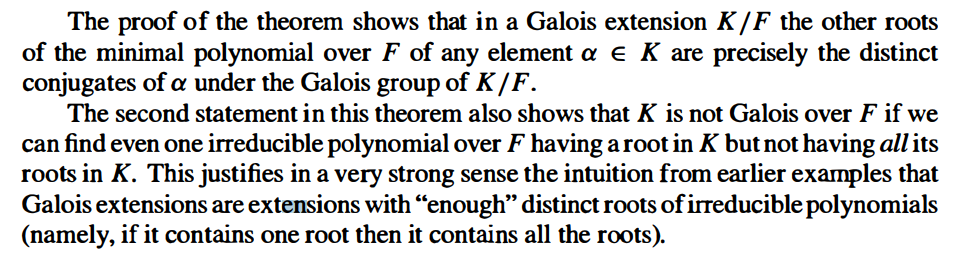 The proof of the theorem shows that in a Galois extension K/F the other roots
of the minimal polynomial over F of any element α ∈ K are precisely the distinct
conjugates of α under the Galois group of K/F.
The second statement in this theorem also shows that K is not Galois over F if we
can find even one irreducible polynomial over F having a root in K but not having all its
roots in K. This justifies in a very strong sense the intuition from earlier examples that
Galois extensions are extensions with “enough” distinct roots of irreducible polynomials
(namely, if it contains one root then it contains all the roots).